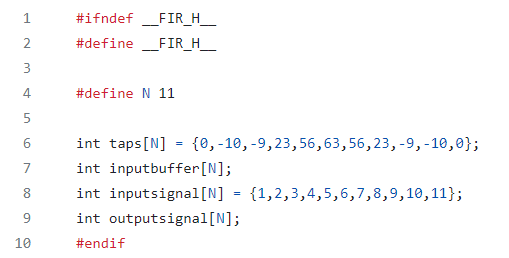 1 #ifndef __FIR_H__
2 #define __FIR_H__
3
4 #define N 11
5
6 int taps[N] = {0,-10,-9,23,56,63,56,23,-9,-10,0};
7 int inputbuffer[N];
8 int inputsignal[N] = {1,2,3,4,5,6,7,8,9,10,11};
9 int outputsignal[N];
10 #endif